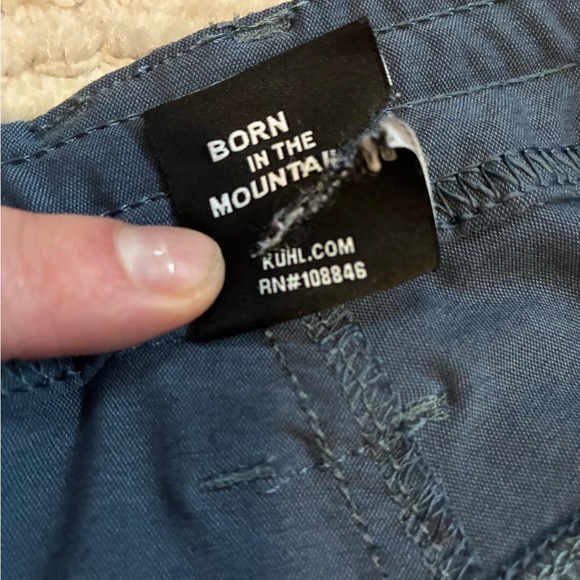 BORN
IN THE
MOUNTAI
KUHL.COM
RN#108846